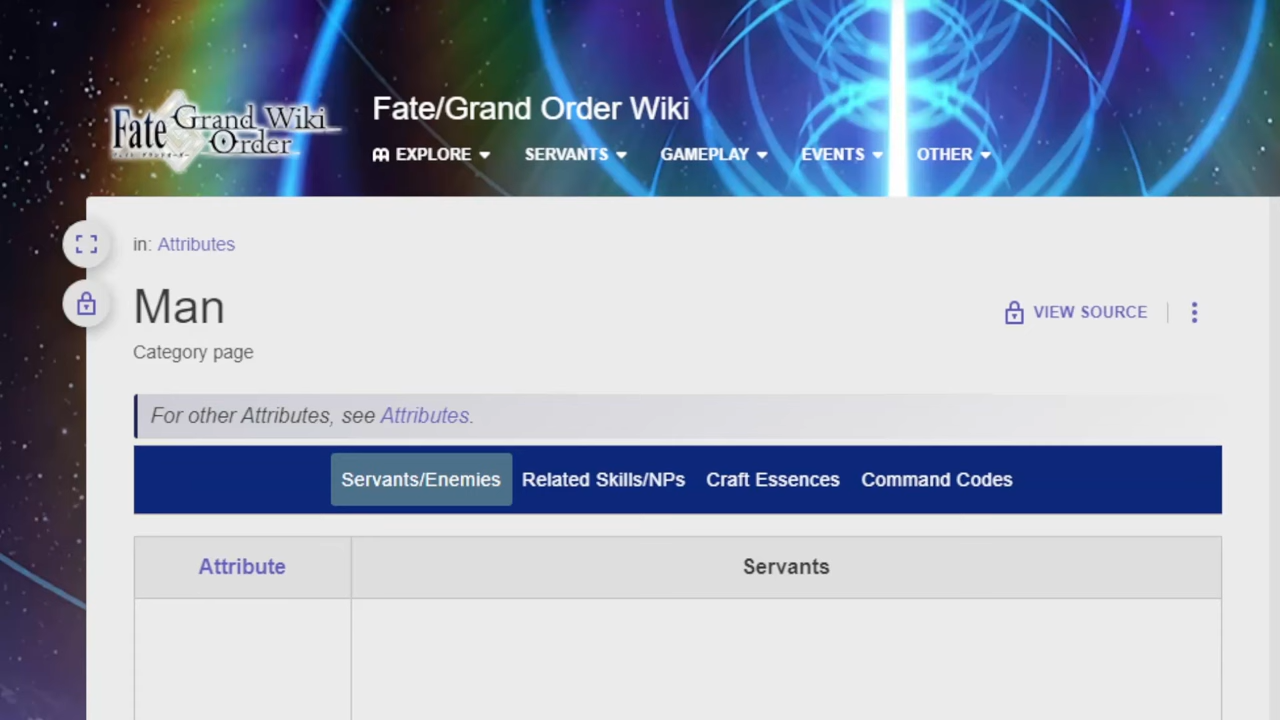 Fate Grand Wiki
Order
Fate/Grand Order Wiki
EXPLORE SERVANTS GAMEPLAY EVENTS OTHER
in: Attributes
Man
VIEW SOURCE
Category page
For other Attributes, see Attributes.
Servants/Enemies Related Skills/NPs Craft Essences Command Codes
Attribute Servants